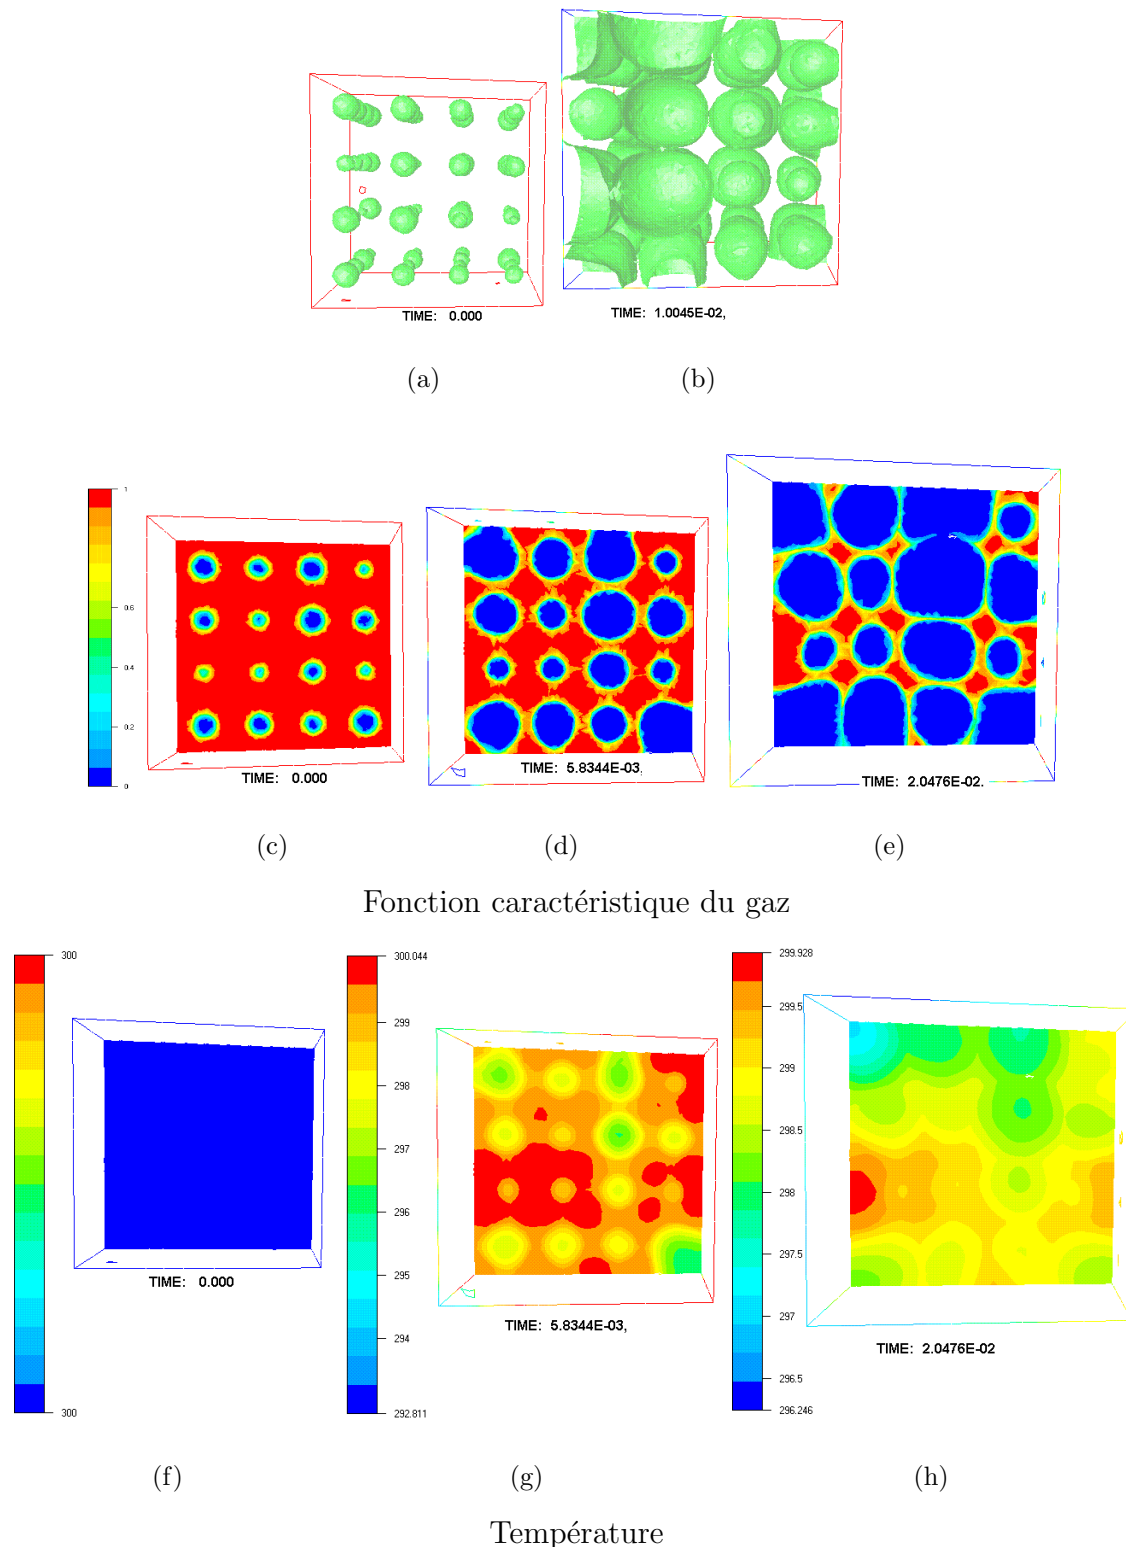 TIME: 0.000
TIME: 1.0045E-02,
(a)
(b)
1
0.6
0.4
0.2
0
TIME: 0.000
TIME: 5.8344E-03,
TIME: 2.0476E-02.
(c)
(d)
(e)
Fonction caractéristique du gaz
300
300
TIME: 0.000
300.044
299
298
297
296
295
294
292.811
TIME: 5.8344E-03,
299.928
299.5
299
298.5
298
297.5
297
296.5
296.246
TIME: 2.0476E-02
(f)
(g)
(h)
Température